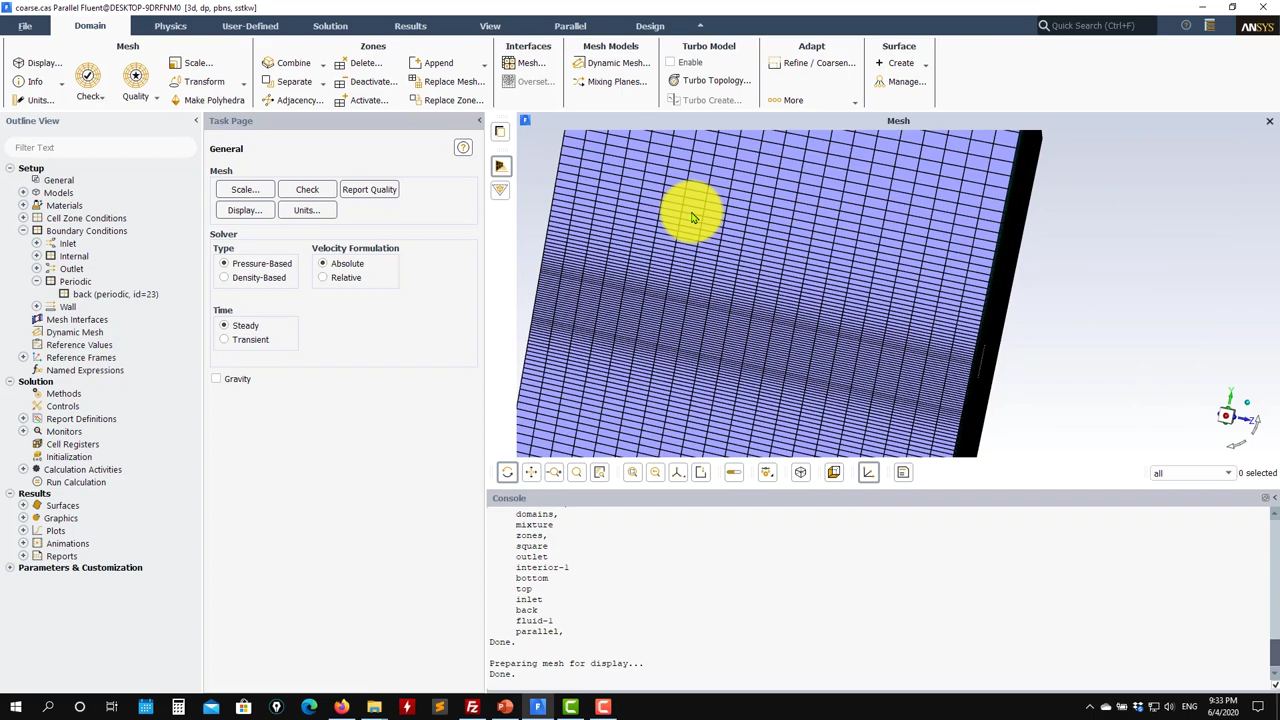 coarse.cas Parallel Fluent@DESKTOP-9DRFNM0 [3d, dp, pbns, sstkw]
File Domain Physics User-Defined Solution Results View Parallel Design Quick Search (Ctrl+F) ANSYS
Mesh Zones Interfaces Mesh Models Turbo Model Adapt Surface
Display... Scale... Combine Delete... Append Mesh... Dynamic Mesh... Enable Refine / Coarsen... Create
Info Check Quality Transform Separate Deactivate... Replace Mesh... Overset... Mixing Planes... Turbo Topology... Manage...
Units... Make Polyhedra Adjacency... Activate... Replace Zone... Turbo Create... More
Outline View
Filter Text
Setup
General
Models
Materials
Cell Zone Conditions
Boundary Conditions
Inlet
Internal
Outlet
Periodic
back (periodic, id=23)
Wall
Mesh Interfaces
Dynamic Mesh
Reference Values
Reference Frames
Named Expressions
Solution
Methods
Controls
Report Definitions
Monitors
Cell Registers
Initialization
Calculation Activities
Run Calculation
Results
Surfaces
Graphics
Plots
Animations
Reports
Parameters & Customization
Task Page
General
Mesh
Scale... Check Report Quality
Display... Units...
Solver
Type Velocity Formulation
Pressure-Based Absolute
Density-Based Relative
Time
Steady
Transient
Gravity
Mesh
Y
Z
all 0 selected
Console
domains,
mixture
zones,
square
outlet
interior-1
bottom
top
inlet
back
fluid-1
parallel,
Done.
Preparing mesh for display...
Done.
ENG
9:33 PM
6/4/2020